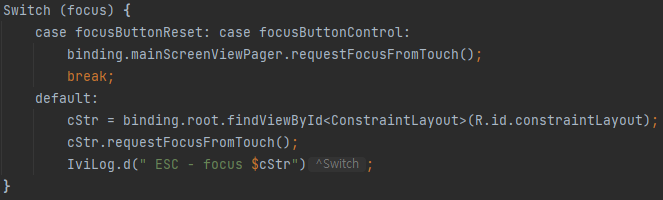 Switch (focus) {
    case focusButtonReset: case focusButtonControl:
        binding.mainScreenViewPager.requestFocusFromTouch();
        break;
    default:
        cStr = binding.root.findViewById<ConstraintLayout>(R.id.constraintLayout);
        cStr.requestFocusFromTouch();
        IviLog.d(" ESC - focus $cStr") ^Switch ;
}